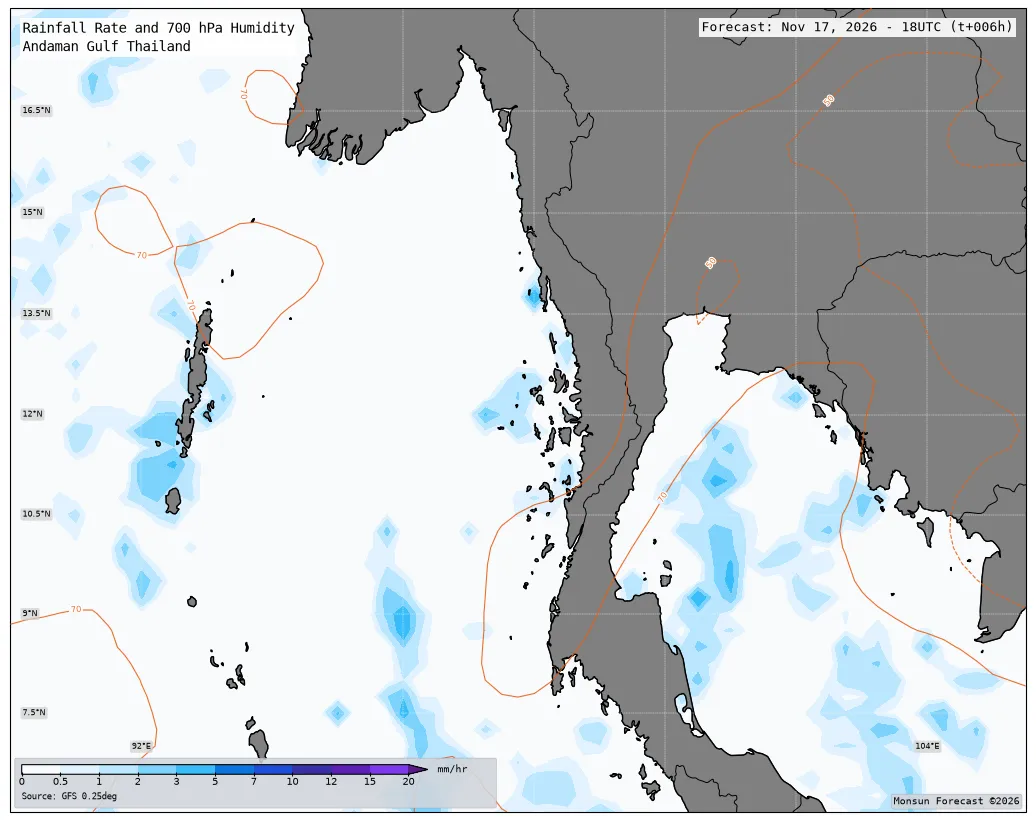 Rainfall Rate and 700 hPa Humidity
Andaman Gulf Thailand
Forecast: Nov 17, 2026 - 18UTC (t+006h)
70
50
16.5°N
15°N
70
50
70
13.5°N
12°N
70
10.5°N
70
9°N
7.5°N
92°E
104°E
mm/hr
0 0.5 1 2 3 5 7 10 12 15 20
Source: GFS 0.25deg
Monsun Forecast ©2026